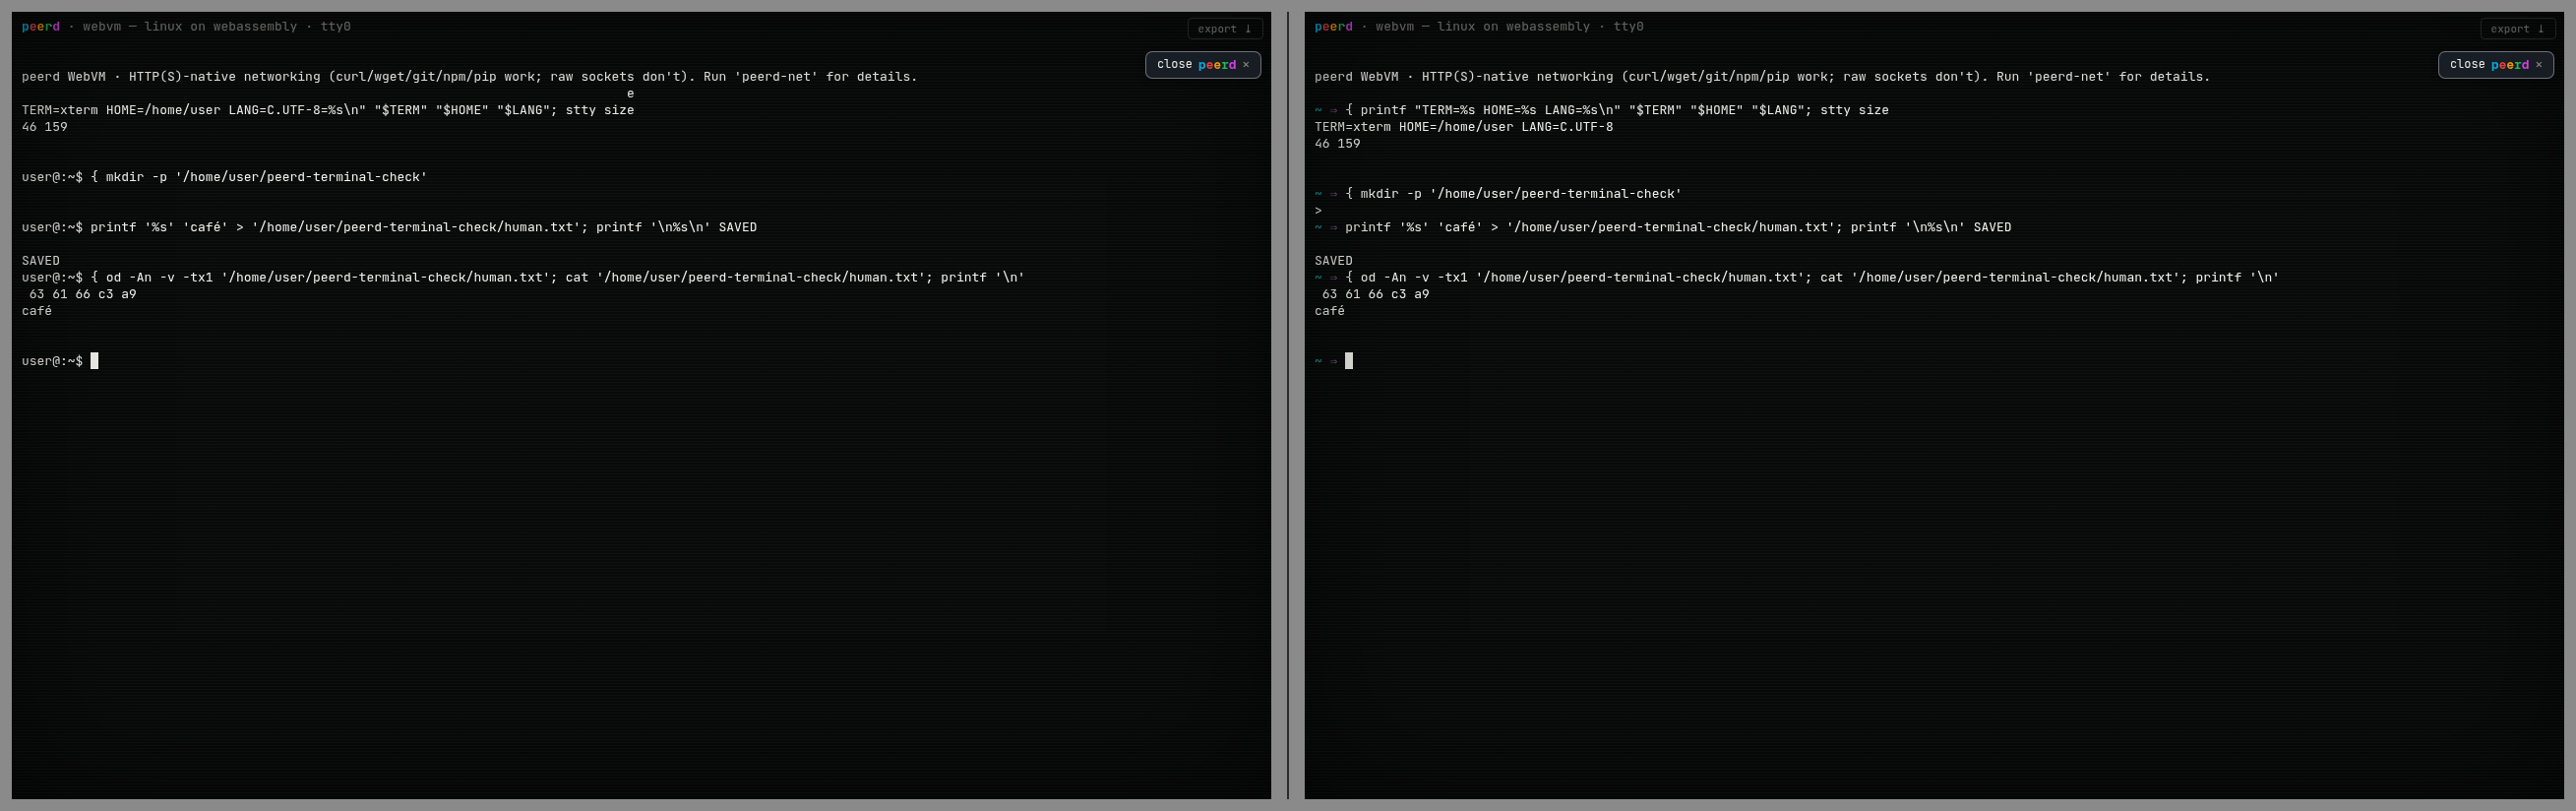 peerd · webvm — linux on webassembly · tty0
export ↓
close peerd ×
peerd WebVM · HTTP(S)-native networking (curl/wget/git/npm/pip work; raw sockets don't). Run 'peerd-net' for details.
e
TERM=xterm HOME=/home/user LANG=C.UTF-8=%s\n" "$TERM" "$HOME" "$LANG"; stty size
46 159
user@:~$ { mkdir -p '/home/user/peerd-terminal-check'
user@:~$ printf '%s' 'café' > '/home/user/peerd-terminal-check/human.txt'; printf '\n%s\n' SAVED
SAVED
user@:~$ { od -An -v -tx1 '/home/user/peerd-terminal-check/human.txt'; cat '/home/user/peerd-terminal-check/human.txt'; printf '\n'
63 61 66 c3 a9
café
user@:~$
peerd · webvm — linux on webassembly · tty0
export ↓
close peerd ×
peerd WebVM · HTTP(S)-native networking (curl/wget/git/npm/pip work; raw sockets don't). Run 'peerd-net' for details.
~ ⇒ { printf "TERM=%s HOME=%s LANG=%s\n" "$TERM" "$HOME" "$LANG"; stty size
TERM=xterm HOME=/home/user LANG=C.UTF-8
46 159
~ ⇒ { mkdir -p '/home/user/peerd-terminal-check'
>
~ ⇒ printf '%s' 'café' > '/home/user/peerd-terminal-check/human.txt'; printf '\n%s\n' SAVED
SAVED
~ ⇒ { od -An -v -tx1 '/home/user/peerd-terminal-check/human.txt'; cat '/home/user/peerd-terminal-check/human.txt'; printf '\n'
63 61 66 c3 a9
café
~ ⇒